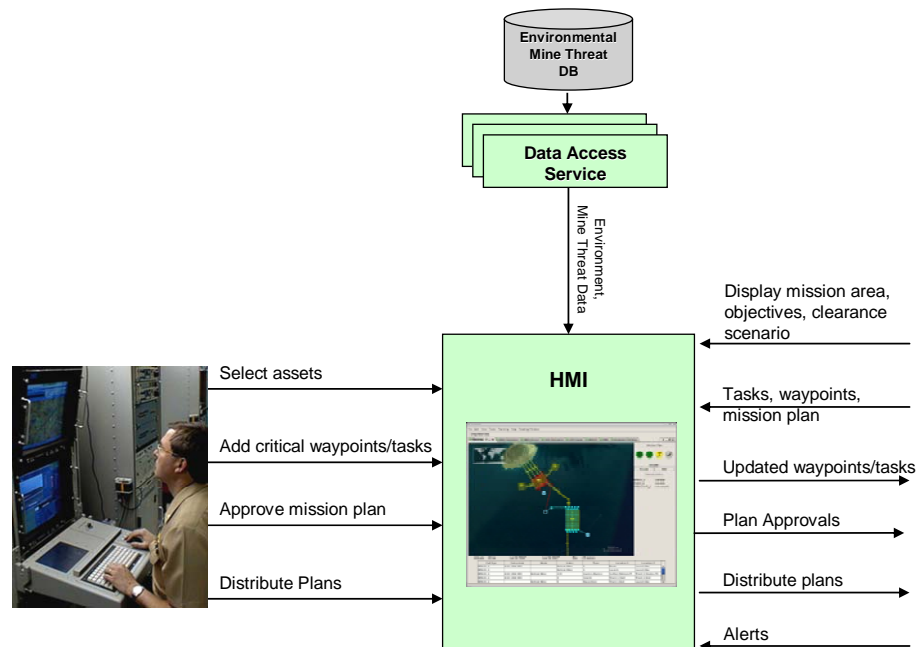 Environmental
Mine Threat
DB
Data Access
Service
Environment,
Mine Threat Data
Display mission area,
objectives, clearance
scenario
HMI
Select assets
Tasks, waypoints,
mission plan
Add critical waypoints/tasks
Updated waypoints/tasks
Approve mission plan
Plan Approvals
Distribute Plans
Distribute plans
Alerts